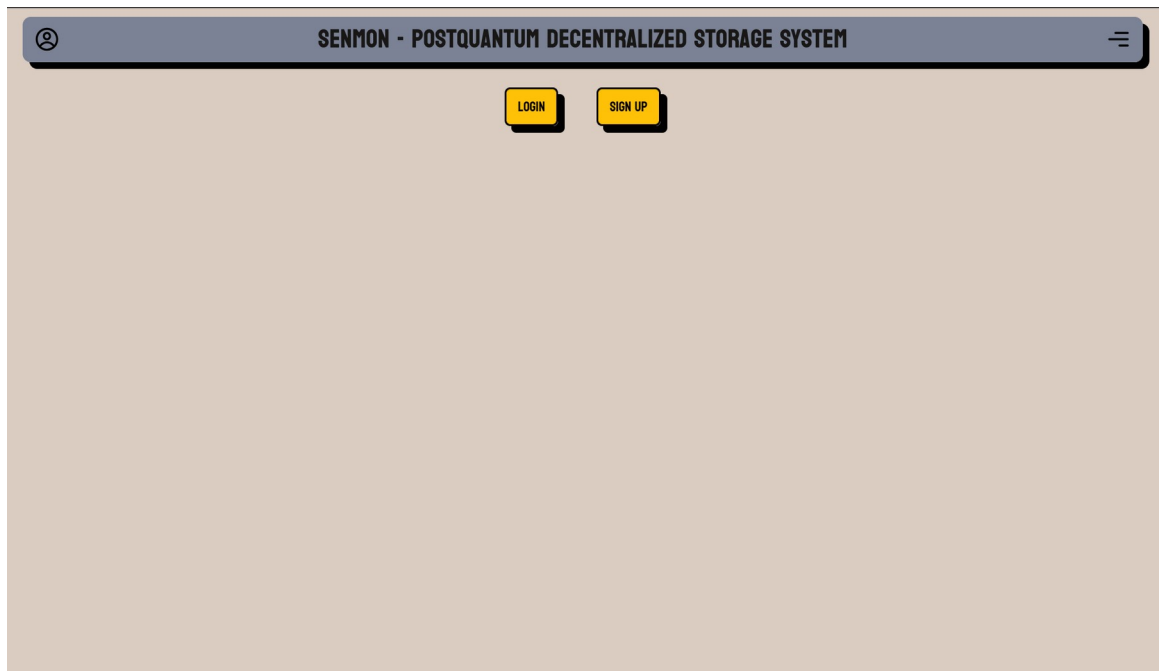 SENMON - POSTQUANTUM DECENTRALIZED STORAGE SYSTEM
LOGIN
SIGN UP